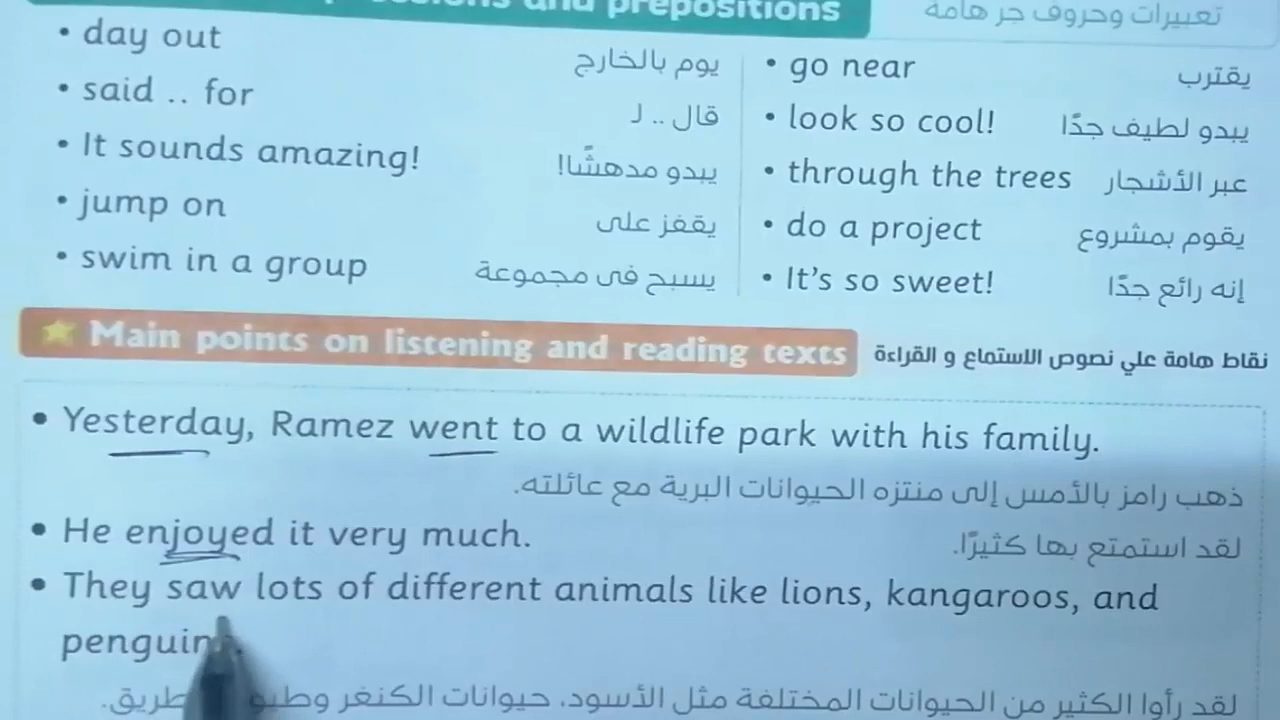 and prepositions
تعبيرات وحروف جر هامة
• day out يوم بالخارج
• said .. for قال .. لـ
• It sounds amazing! يبدو مدهشًا!
• jump on يقفز على
• swim in a group يسبح فى مجموعة
• go near يقترب
• look so cool! يبدو لطيف جدًا
• through the trees عبر الأشجار
• do a project يقوم بمشروع
• It's so sweet! إنه رائع جدًا
Main points on listening and reading texts نقاط هامة علي نصوص الاستماع و القراءة
• Yesterday, Ramez went to a wildlife park with his family.
ذهب رامز بالأمس إلى منتزه الحيوانات البرية مع عائلته.
• He enjoyed it very much. لقد استمتع بها كثيرًا.
• They saw lots of different animals like lions, kangaroos, and
لقد رأوا الكثير من الحيوانات المختلفة مثل الأسود، حيوانات الكنغر